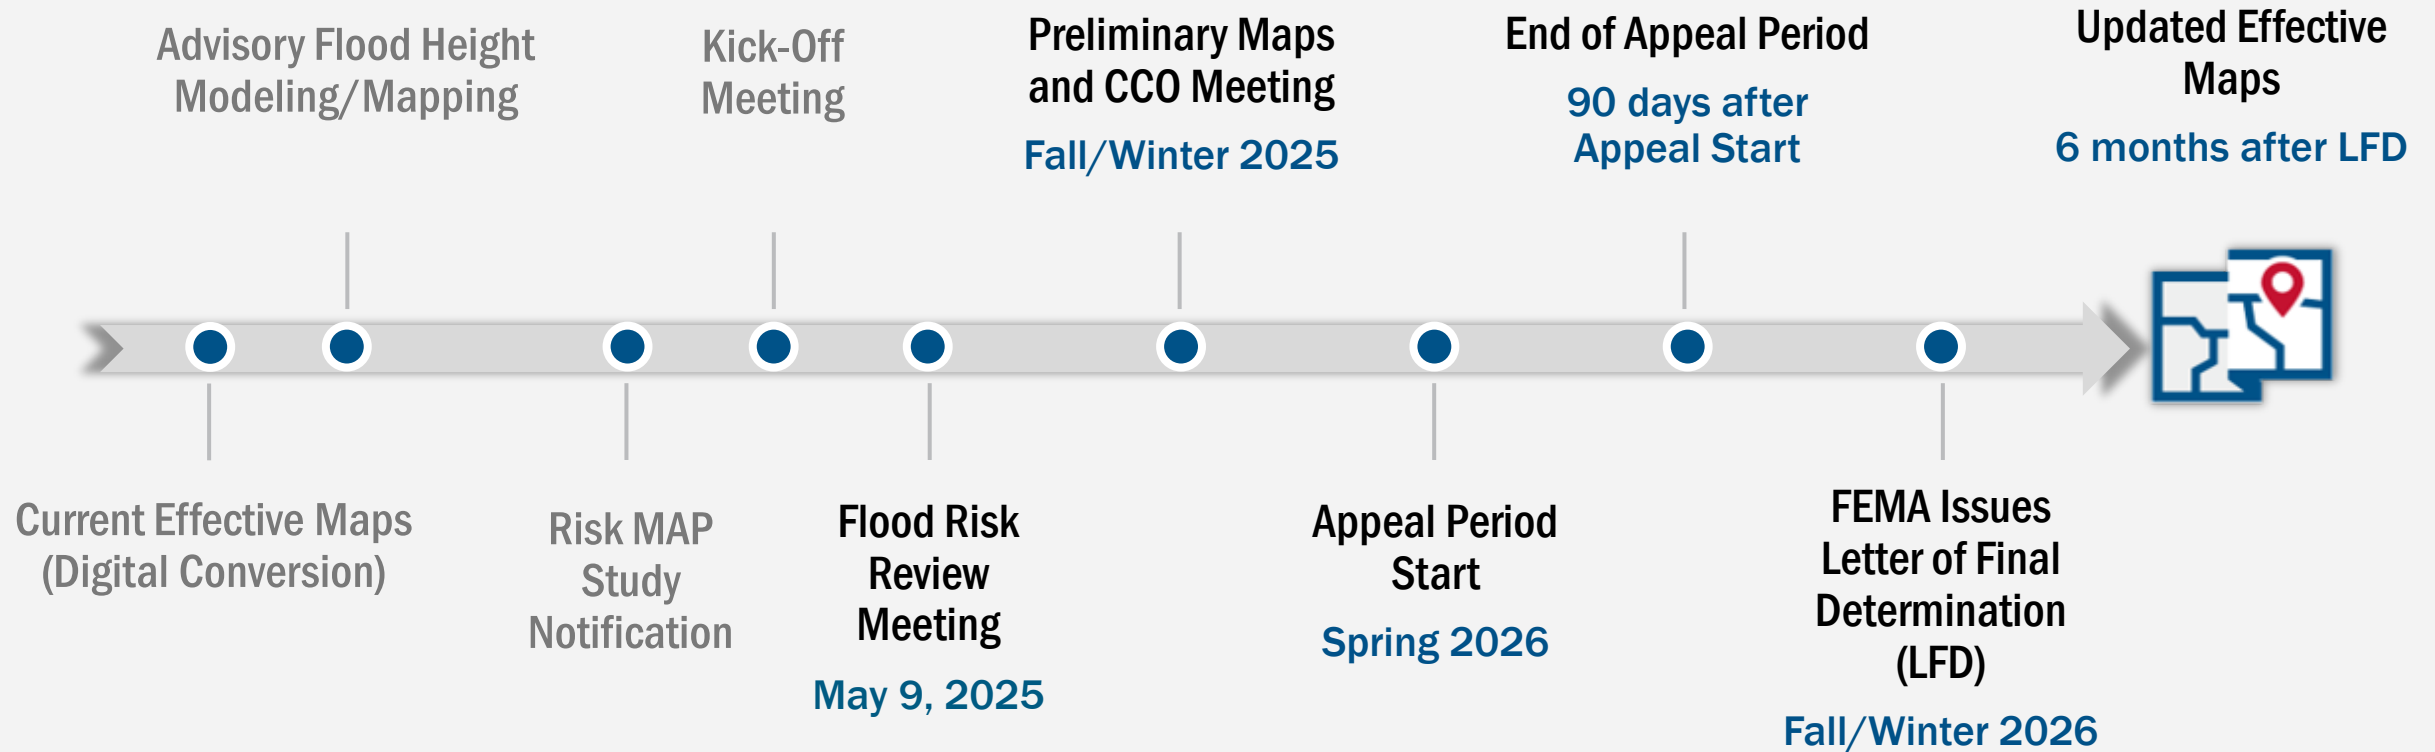 Advisory Flood Height
Modeling/Mapping
Kick-Off
Meeting
Preliminary Maps
and CCO Meeting
Fall/Winter 2025
End of Appeal Period
90 days after
Appeal Start
Updated Effective
Maps
6 months after LFD
Current Effective Maps
(Digital Conversion)
Risk MAP
Study
Notification
Flood Risk
Review
Meeting
May 9, 2025
Appeal Period
Start
Spring 2026
FEMA Issues
Letter of Final
Determination
(LFD)
Fall/Winter 2026